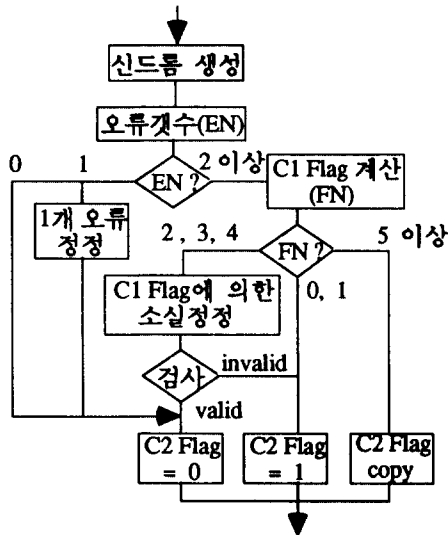 신드롬 생성
오류갯수(EN)
0
1
EN ?
2 이상
C1 Flag 계산
(FN)
1개 오류
정정
2 , 3, 4
FN ?
5 이상
C1 Flag에 의한
소실정정
0, 1
검사
invalid
valid
C2 Flag
= 0
C2 Flag
= 1
C2 Flag
copy